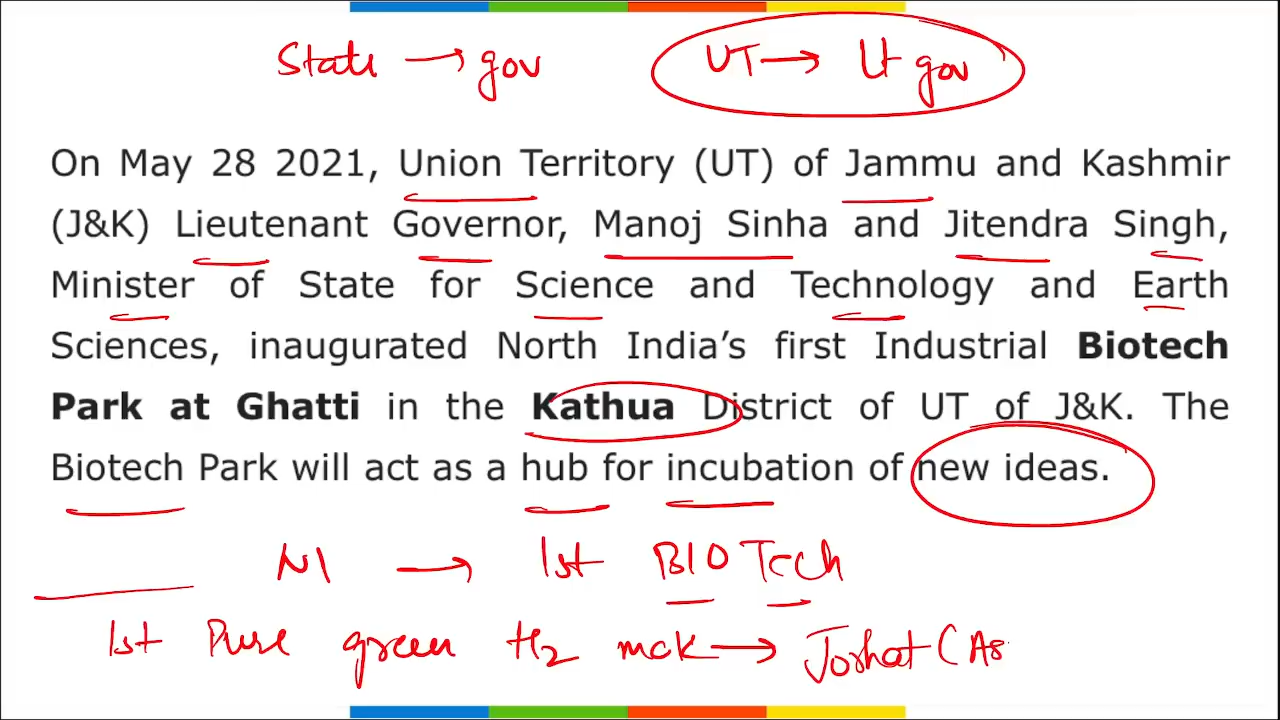 State → gov UT → Lt gov
On May 28 2021, Union Territory (UT) of Jammu and Kashmir
(J&K) Lieutenant Governor, Manoj Sinha and Jitendra Singh,
Minister of State for Science and Technology and Earth
Sciences, inaugurated North India’s first Industrial Biotech
Park at Ghatti in the Kathua District of UT of J&K. The
Biotech Park will act as a hub for incubation of new ideas.
NI → 1st BIO Tech
1st Pure green H2 → Jorhat (As